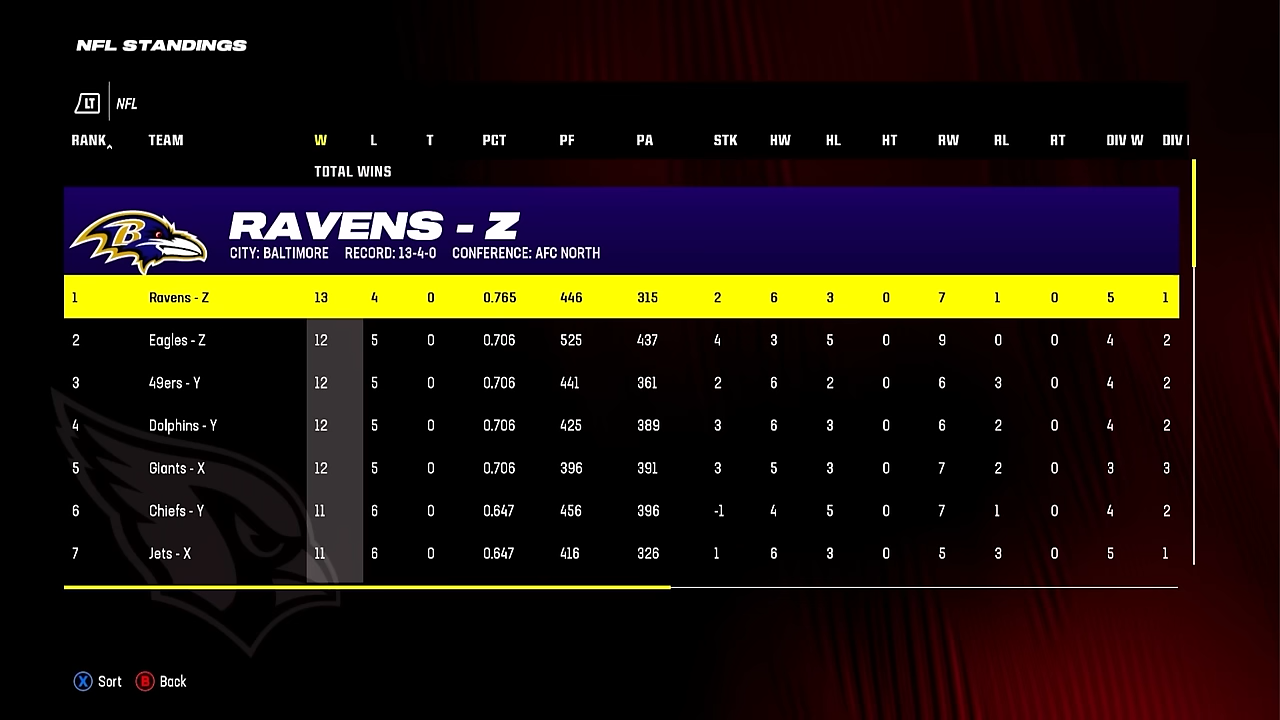 NFL STANDINGS
LT NFL
RANK TEAM W L T PCT PF PA STK HW HL HT RW RL RT DIV W DIV
TOTAL WINS
B RAVENS - Z
CITY: BALTIMORE RECORD: 13-4-0 CONFERENCE: AFC NORTH
1 Ravens - Z 13 4 0 0.765 446 315 2 6 3 0 7 1 0 5 1
2 Eagles - Z 12 5 0 0.706 525 437 4 3 5 0 9 0 0 4 2
3 49ers - Y 12 5 0 0.706 441 361 2 6 2 0 6 3 0 4 2
4 Dolphins - Y 12 5 0 0.706 425 389 3 6 3 0 6 2 0 4 2
5 Giants - X 12 5 0 0.706 396 391 3 5 3 0 7 2 0 3 3
6 Chiefs - Y 11 6 0 0.647 456 396 -1 4 5 0 7 1 0 4 2
7 Jets - X 11 6 0 0.647 416 326 1 6 3 0 5 3 0 5 1
X Sort B Back